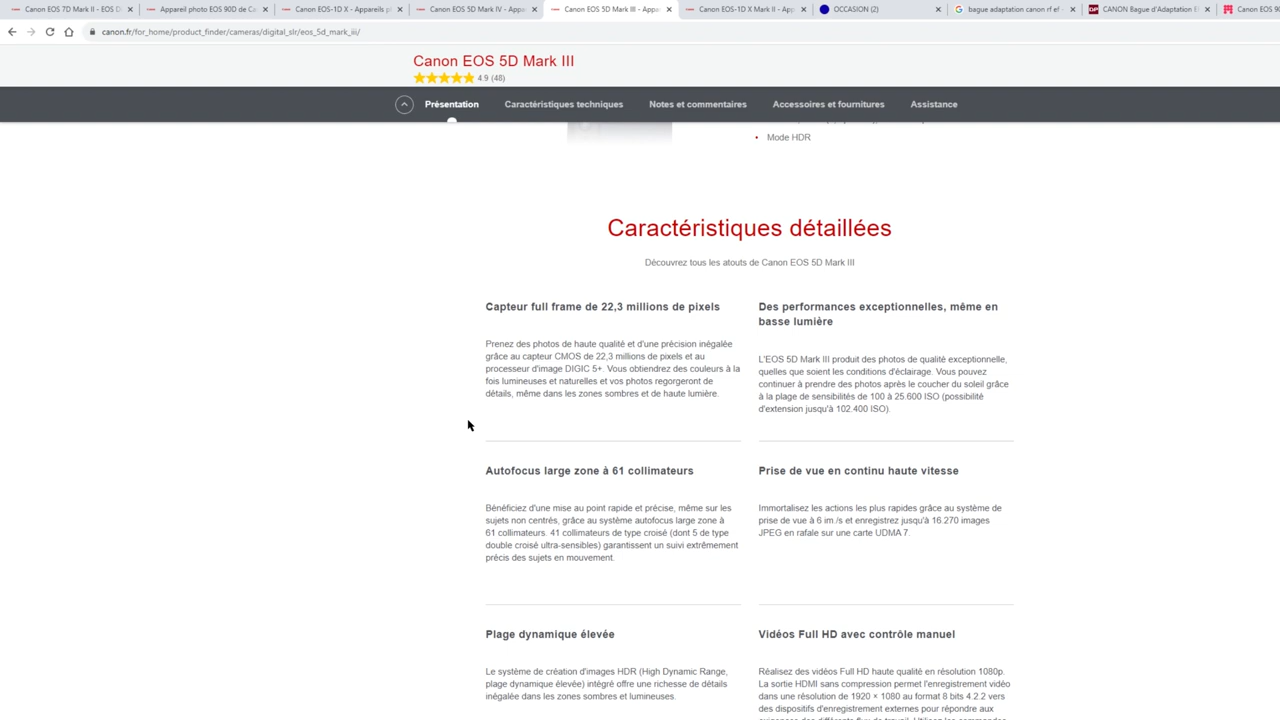 Canon EOS 7D Mark II - EOS D
Appareil photo EOS 90D de Ca
Canon EOS-1D X - Appareils p
Canon EOS 5D Mark IV - Appa
Canon EOS 5D Mark III - Appa
Canon EOS-1D X Mark II - App
OCCASION (2)
bague adaptation canon rf ef -
CANON Bague d'Adaptation E
Canon EOS 90
canon.fr/for_home/product_finder/cameras/digital_slr/eos_5d_mark_iii/
Canon EOS 5D Mark III
4.9 (48)
Présentation
Caractéristiques techniques
Notes et commentaires
Accessoires et fournitures
Assistance
• Mode HDR
Caractéristiques détaillées
Découvrez tous les atouts de Canon EOS 5D Mark III
Capteur full frame de 22,3 millions de pixels
Prenez des photos de haute qualité et d'une précision inégalée
grâce au capteur CMOS de 22,3 millions de pixels et au
processeur d'image DIGIC 5+. Vous obtiendrez des couleurs à la
fois lumineuses et naturelles et vos photos regorgeront de
détails, même dans les zones sombres et de haute lumière.
Des performances exceptionnelles, même en
basse lumière
L'EOS 5D Mark III produit des photos de qualité exceptionnelle,
quelles que soient les conditions d'éclairage. Vous pouvez
continuer à prendre des photos après le coucher du soleil grâce
à la plage de sensibilités de 100 à 25.600 ISO (possibilité
d'extension jusqu'à 102.400 ISO).
Autofocus large zone à 61 collimateurs
Bénéficiez d'une mise au point rapide et précise, même sur les
sujets non centrés, grâce au système autofocus large zone à
61 collimateurs. 41 collimateurs de type croisé (dont 5 de type
double croisé ultra-sensibles) garantissent un suivi extrêmement
précis des sujets en mouvement.
Prise de vue en continu haute vitesse
Immortalisez les actions les plus rapides grâce au système de
prise de vue à 6 im./s et enregistrez jusqu'à 16.270 images
JPEG en rafale sur une carte UDMA 7.
Plage dynamique élevée
Le système de création d'images HDR (High Dynamic Range,
plage dynamique élevée) intégré offre une richesse de détails
inégalée dans les zones sombres et lumineuses.
Vidéos Full HD avec contrôle manuel
Réalisez des vidéos Full HD haute qualité en résolution 1080p.
La sortie HDMI sans compression permet l'enregistrement vidéo
dans une résolution de 1920 × 1080 au format 8 bits 4.2.2 vers
des dispositifs d'enregistrement externes pour répondre aux